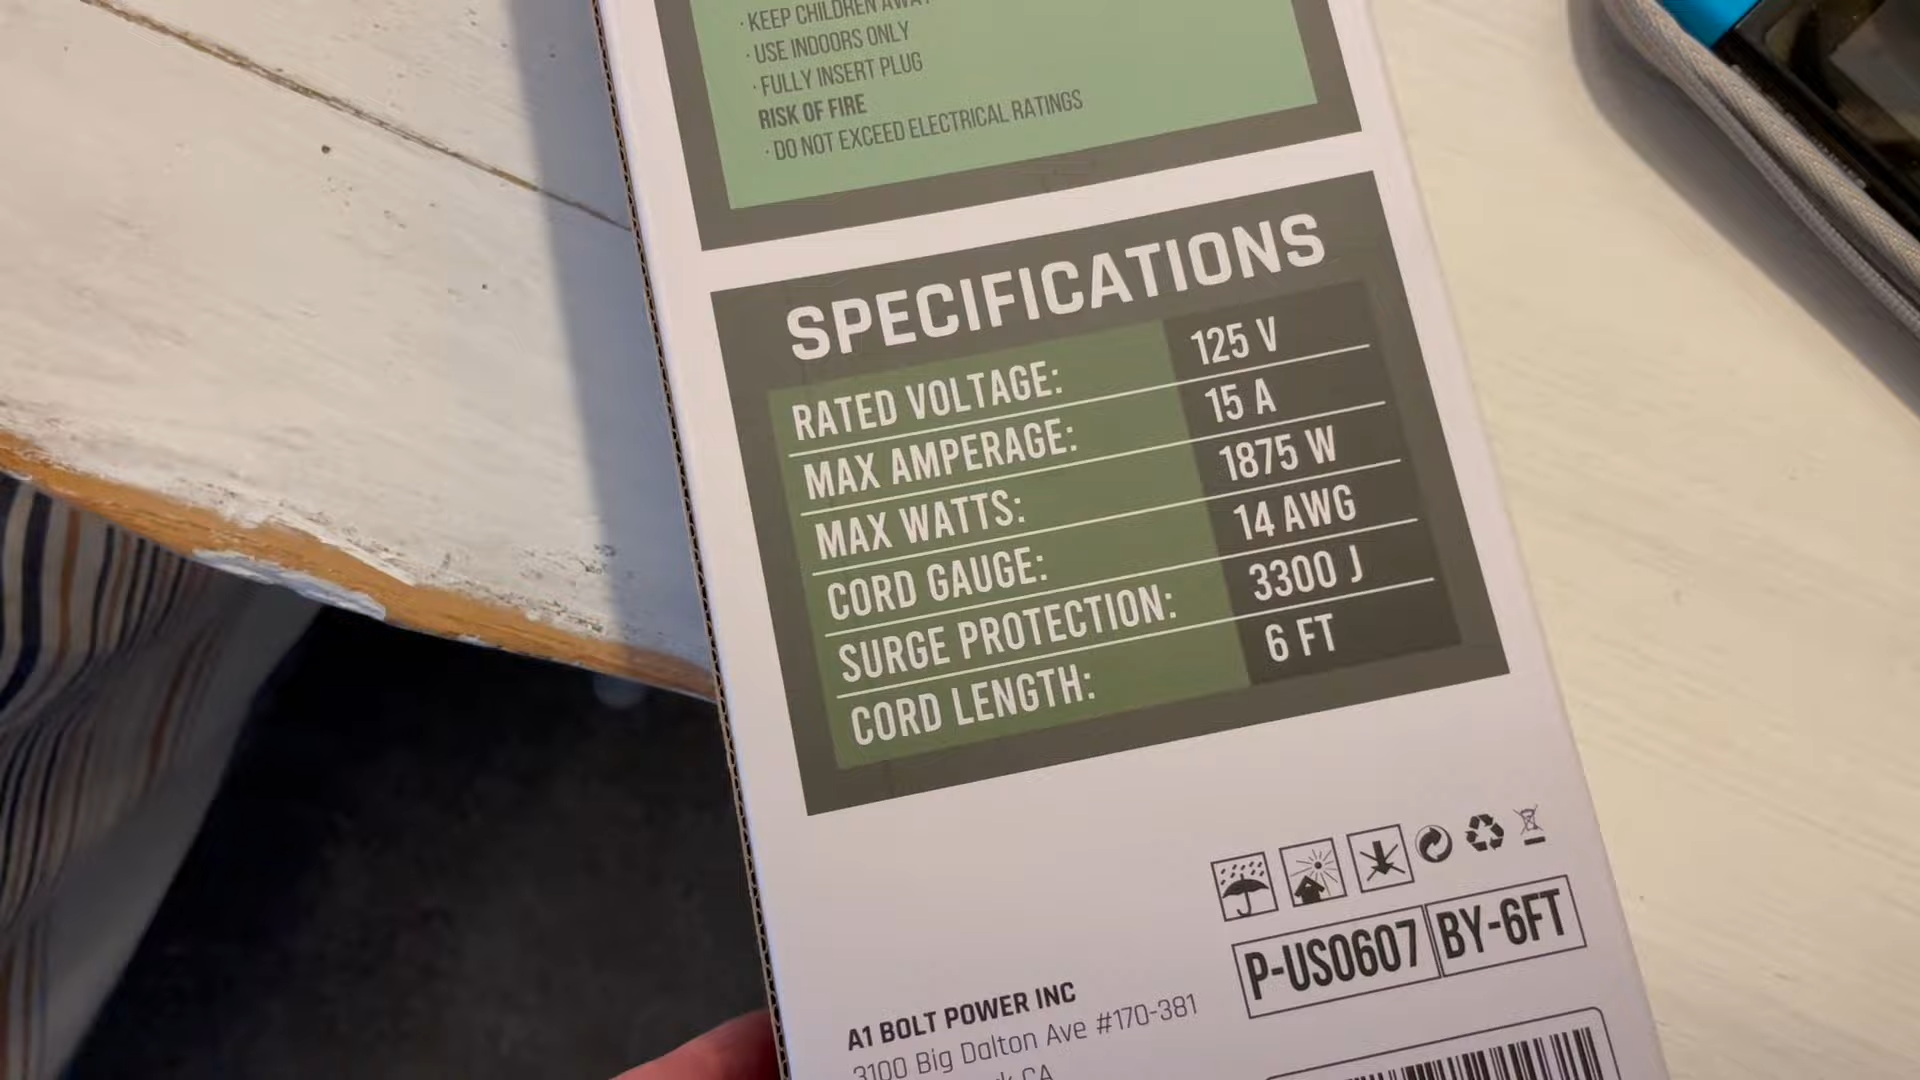 · KEEP CHILDREN AWAY
· USE INDOORS ONLY
· FULLY INSERT PLUG
RISK OF FIRE
· DO NOT EXCEED ELECTRICAL RATINGS
SPECIFICATIONS
RATED VOLTAGE: 125 V
MAX AMPERAGE: 15 A
MAX WATTS: 1875 W
CORD GAUGE: 14 AWG
SURGE PROTECTION: 3300 J
CORD LENGTH: 6 FT
P-US0607 BY-6FT
A1 BOLT POWER INC
3100 Big Dalton Ave #170-381
CA